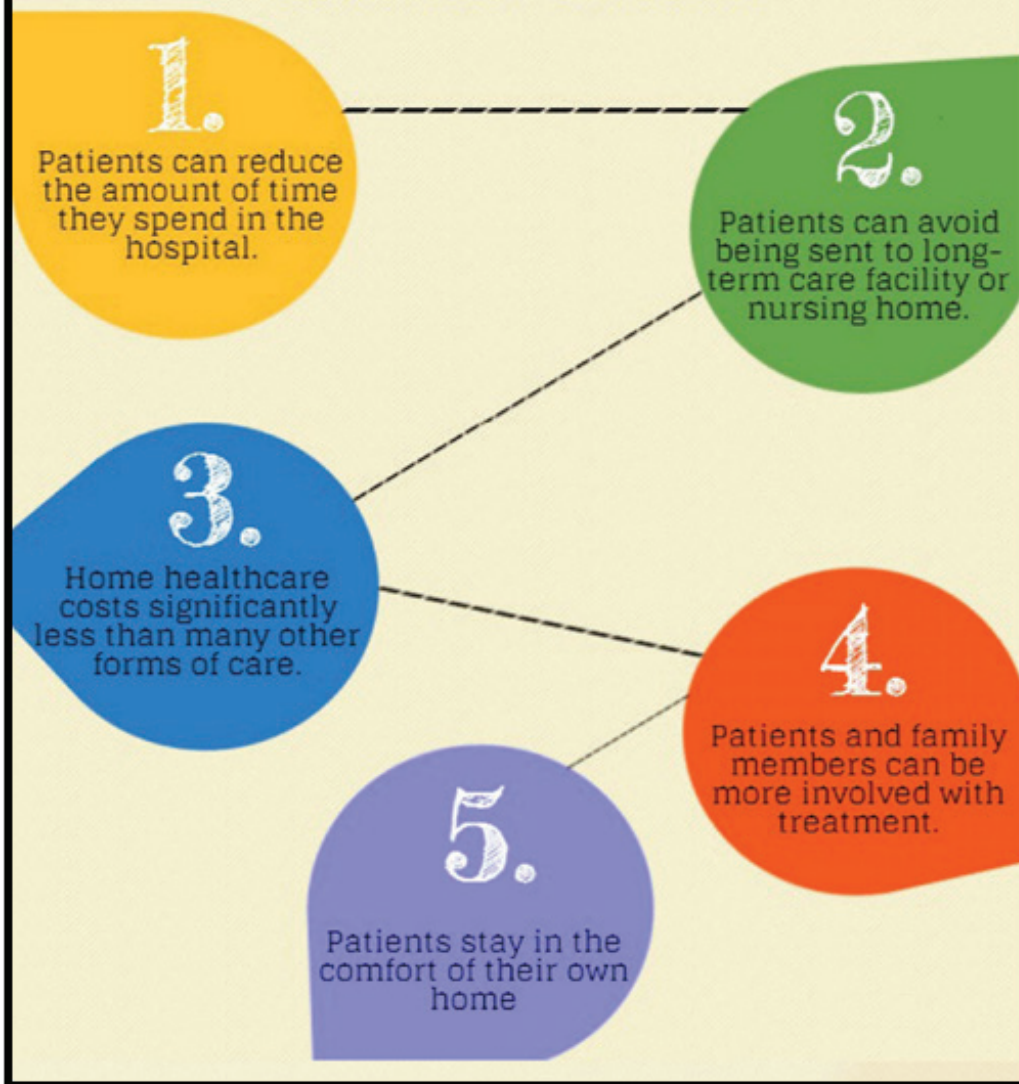 1.
Patients can reduce
the amount of time
they spend in the
hospital.
2.
Patients can avoid
being sent to long-
term care facility or
nursing home.
3.
Home healthcare
costs significantly
less than many other
forms of care.
4.
Patients and family
members can be
more involved with
treatment.
5.
Patients stay in the
comfort of their own
home